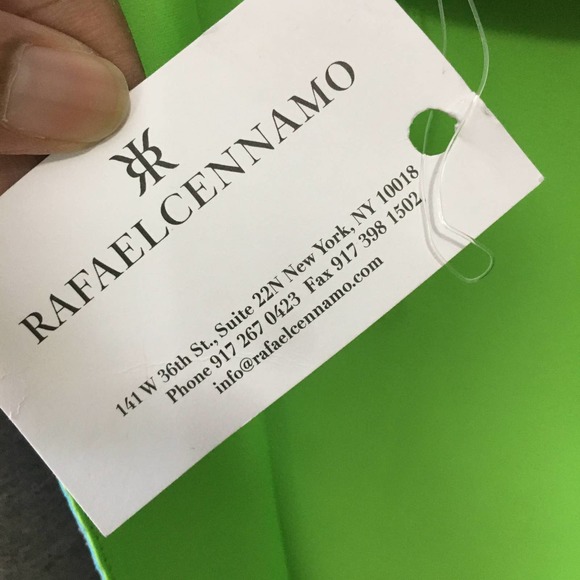 RAFAELCENNAMO
141 W 36th St., Suite 22N New York, NY 10018
Phone 917 267 0423 Fax 917 398 1502
info@rafaelcennamo.com